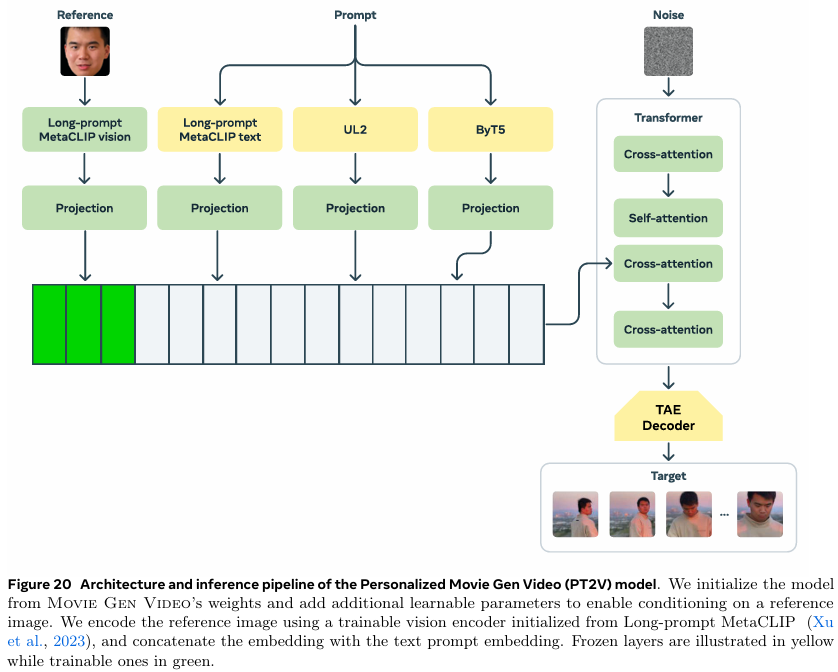 Reference
Prompt
Noise
Long-prompt
MetaCLIP vision
Long-prompt
MetaCLIP text
UL2
ByT5
Projection
Projection
Projection
Projection
Transformer
Cross-attention
Self-attention
Cross-attention
Cross-attention
TAE
Decoder
Target
...
Figure 20 Architecture and inference pipeline of the Personalized Movie Gen Video (PT2V) model. We initialize the model
from MOVIE GEN VIDEO's weights and add additional learnable parameters to enable conditioning on a reference
image. We encode the reference image using a trainable vision encoder initialized from Long-prompt MetaCLIP (Xu
et al., 2023), and concatenate the embedding with the text prompt embedding. Frozen layers are illustrated in yellow
while trainable ones in green.